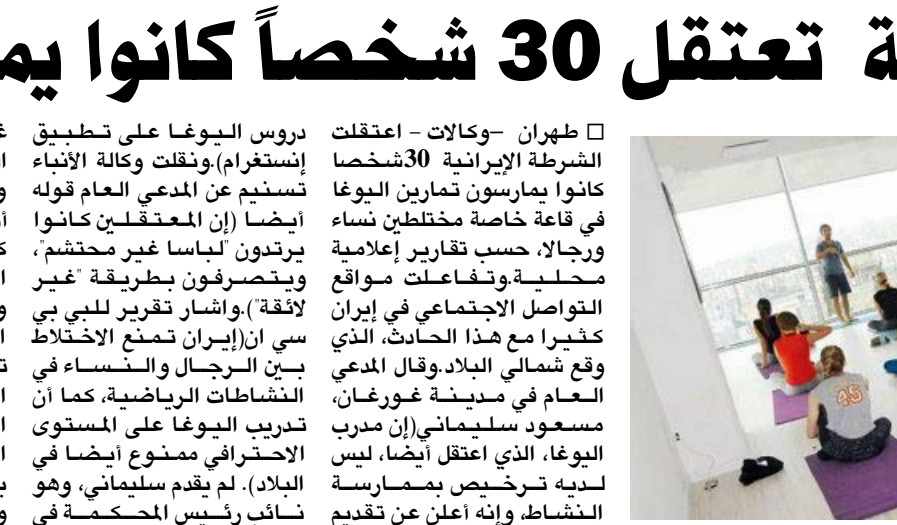 ة تعتقل 30 شخصاً كانوا يم
□ طهران –وكالات – اعتقلت
الشرطة الإيرانية 30شخصا
كانوا يمارسون تمارين اليوغا
في قاعة خاصة مختلطين نساء
ورجالا، حسب تقارير إعلامية
محلية.وتفاعلت مواقع
التواصل الاجتماعي في إيران
كثيرا مع هذا الحادث، الذي
وقع شمالي البلاد.وقال المدعي
العام في مدينة غورغان،
مسعود سليماني(إن مدرب
اليوغا، الذي اعتقل أيضا، ليس
لديه ترخيص بممارسة
النشاط، وإنه أعلن عن تقديم
دروس اليوغا على تطبيق
إنستغرام).ونقلت وكالة الأنباء
تسنيم عن المدعي العام قوله
أيضا (إن المعتقلين كانوا
يرتدون "لباسا غير محتشم"،
ويتصرفون بطريقة "غير
لائقة").واشار تقرير للبي بي
سي ان(إيران تمنع الاختلاط
بين الرجال والنساء في
النشاطات الرياضية، كما أن
تدريب اليوغا على المستوى
الاحترافي ممنوع أيضا في
البلاد). لم يقدم سليماني، وهو
نائب رئيس المحكمة في
45